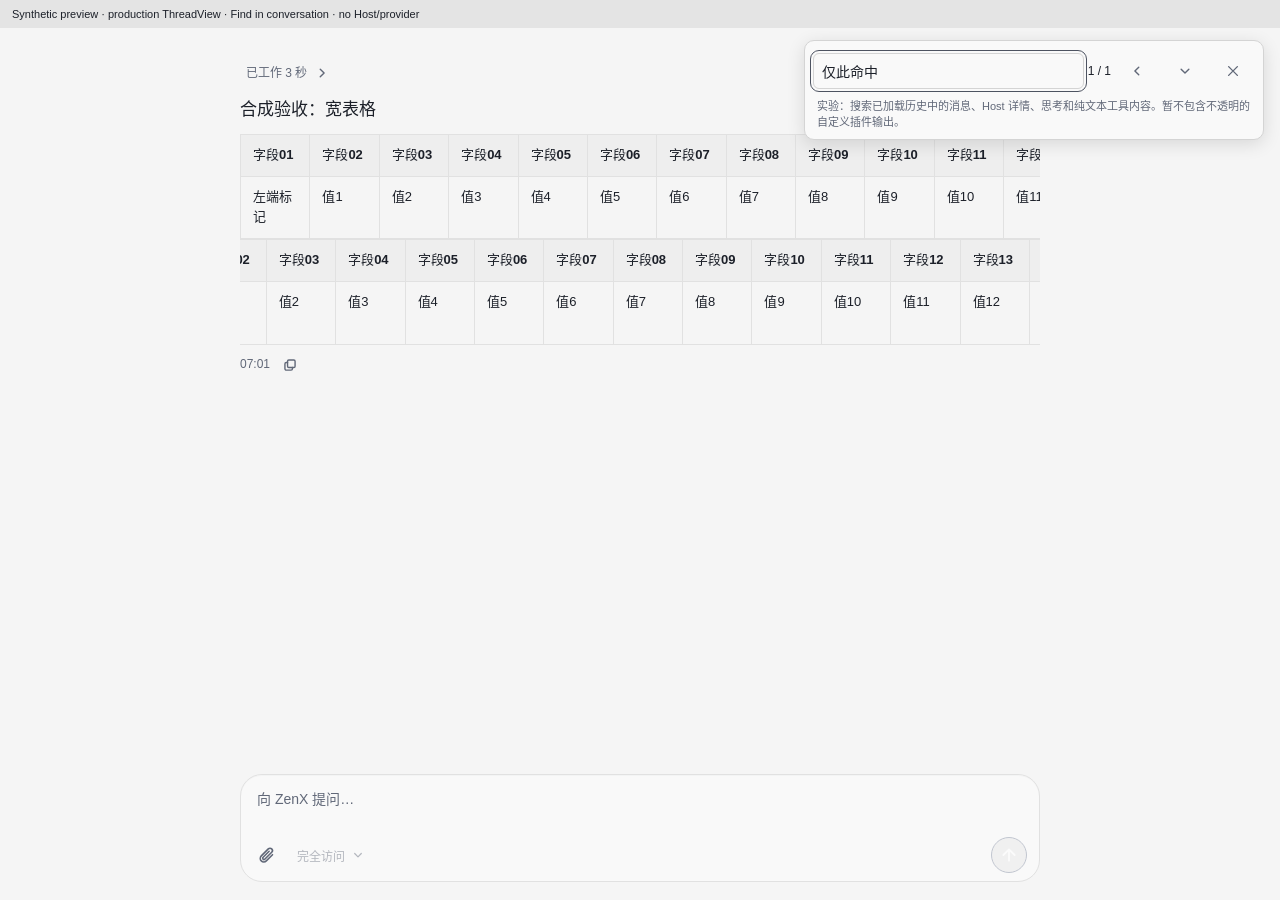 Synthetic preview · production ThreadView · Find in conversation · no Host/provider
仅此命中
1 / 1
实验：搜索已加载历史中的消息、Host 详情、思考和纯文本工具内容。暂不包含不透明的
自定义插件输出。
已工作 3 秒
合成验收：宽表格
字段01 字段02 字段03 字段04 字段05 字段06 字段07 字段08 字段09 字段10 字段11 字段
左端标 值1 值2 值3 值4 值5 值6 值7 值8 值9 值10 值11
记
02 字段03 字段04 字段05 字段06 字段07 字段08 字段09 字段10 字段11 字段12 字段13
值2 值3 值4 值5 值6 值7 值8 值9 值10 值11 值12
07:01
向 ZenX 提问…
完全访问